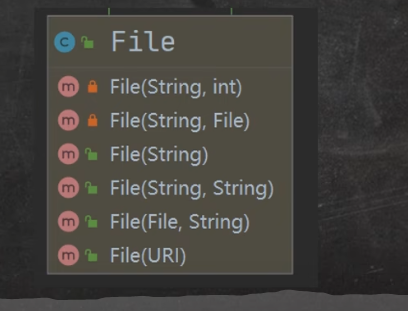 C File
m File(String, int)
m File(String, File)
m File(String)
m File(String, String)
m File(File, String)
m File(URI)